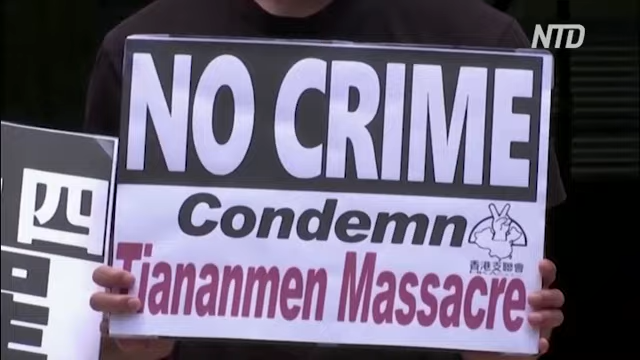 NTD
NO CRIME
Condemn
香港支聯會
Tiananmen Massacre
四